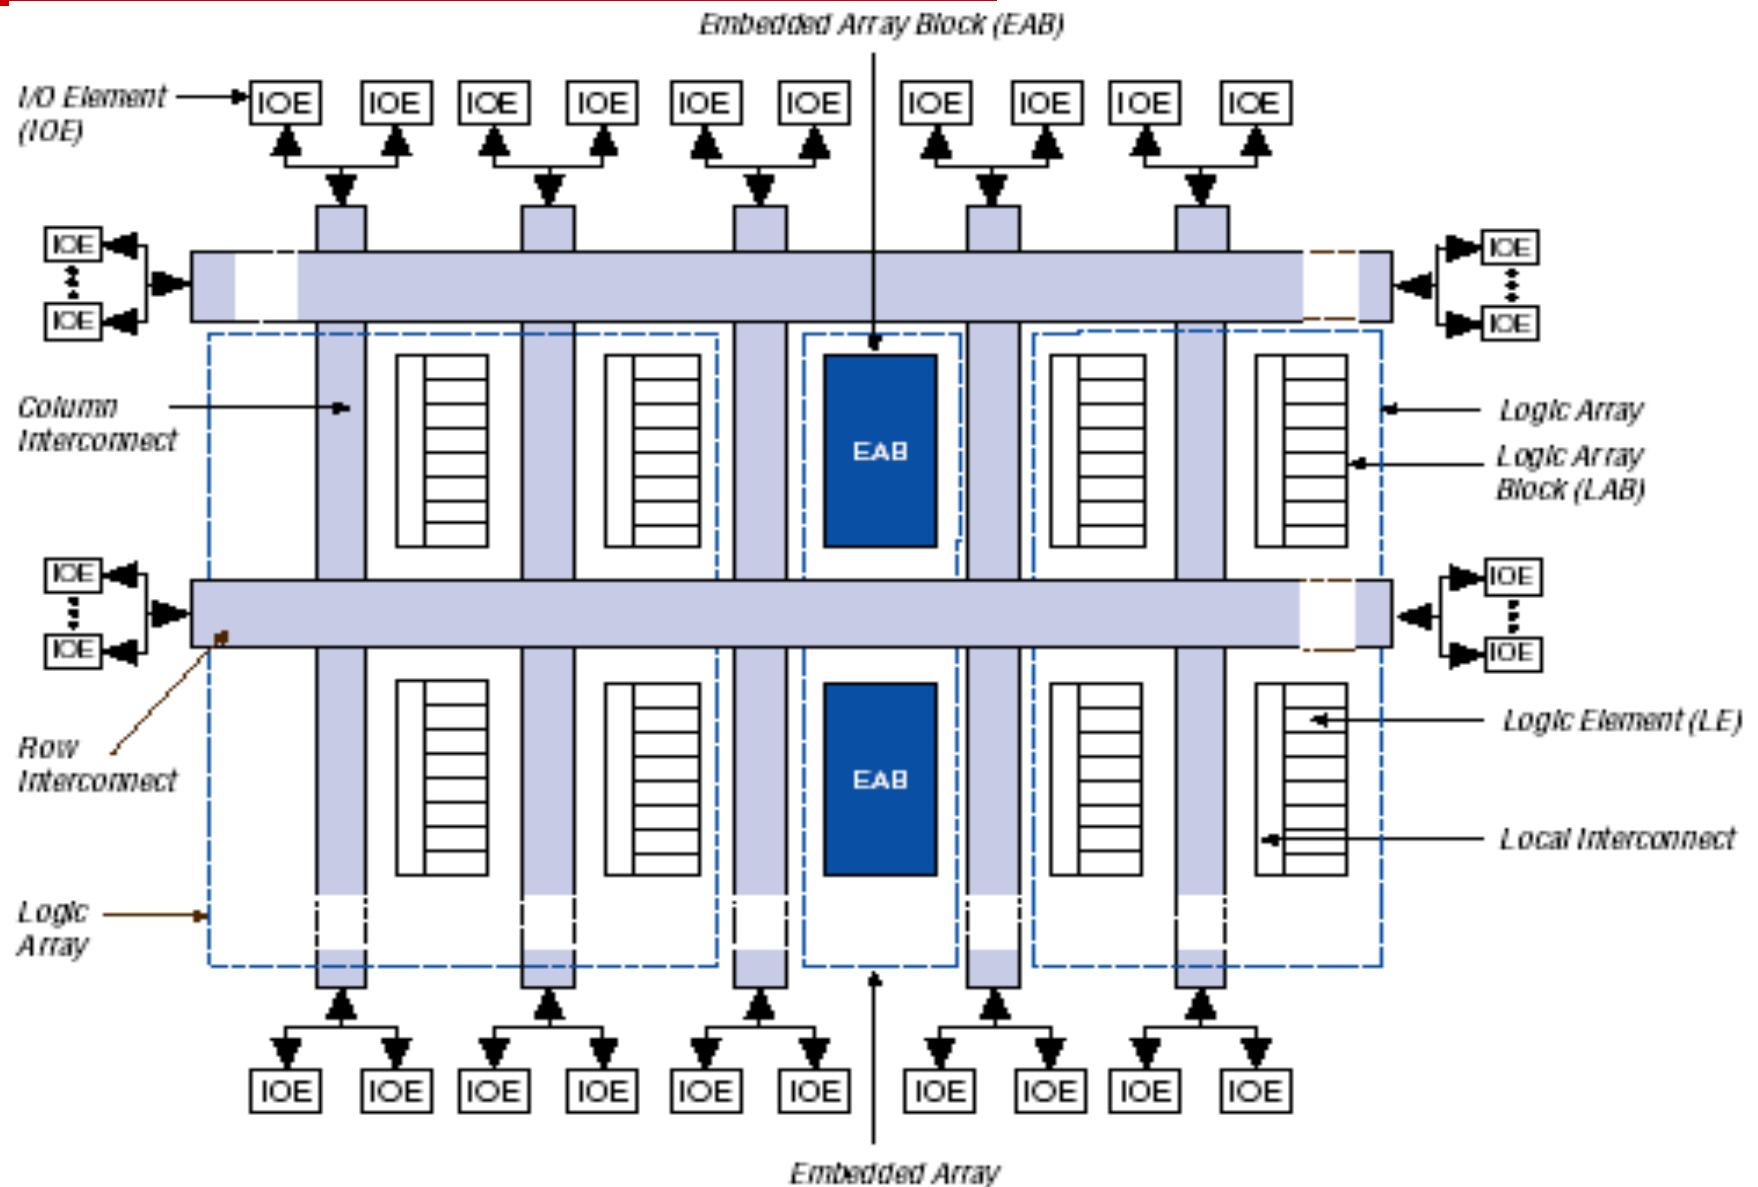 Embedded Array Block (EAB)
I/O Element
(IOE)
IOE IOE IOE IOE IOE IOE IOE IOE IOE IOE
IOE IOE
IOE IOE
Column
Interconnect
EAB
Logic Array
Logic Array
Block (LAB)
IOE IOE
IOE IOE
Row
Interconnect
EAB
Logic Element (LE)
Local Interconnect
Logic
Array
IOE IOE IOE IOE IOE IOE IOE IOE IOE IOE
Embedded Array